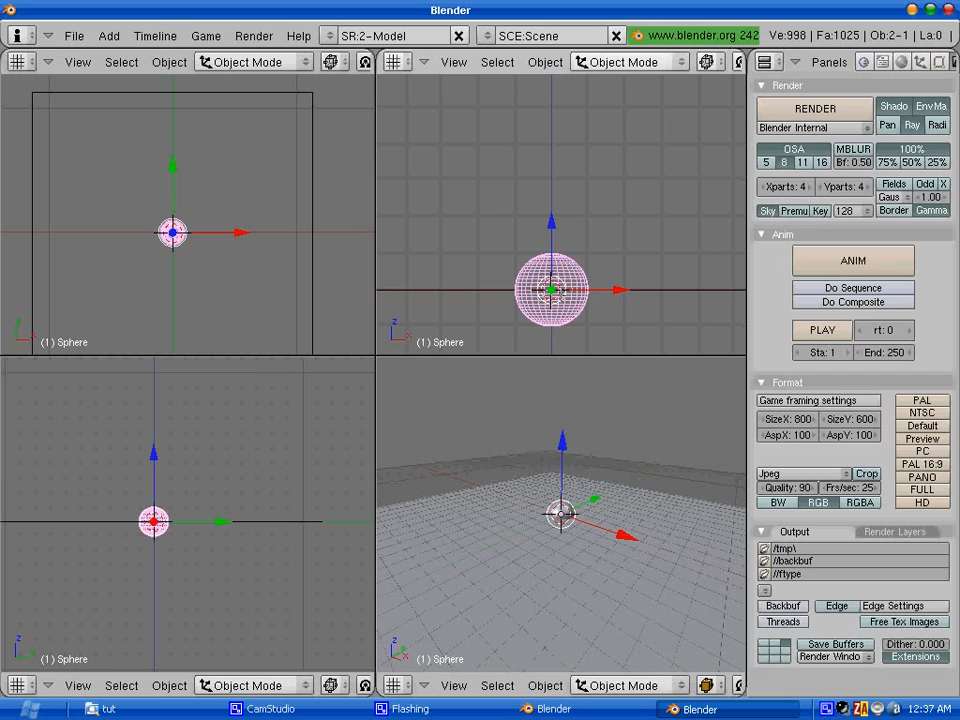 Blender
File Add Timeline Game Render Help SR:2-Model SCE:Scene www.blender.org 242 Ve:998 | Fa:1025 | Ob:2-1 | La:0 |
View Select Object Object Mode View Select Object Object Mode Panels
Render
RENDER
Blender Internal
Shado EnvMa
Pan Ray Radi
OSA MBLUR 100%
5 8 11 16 Bf: 0.50 75% 50% 25%
Xparts: 4 Yparts: 4 Fields Odd X
Gaus 1.00
Sky Premu Key 128 Border Gamma
Anim
ANIM
Do Sequence
Do Composite
PLAY rt: 0
Sta: 1 End: 250
z x
(1) Sphere (1) Sphere
Format
Game framing settings PAL
NTSC
SizeX: 800 SizeY: 600 Default
AspX: 100 AspY: 100 Preview
PC
PAL 16:9
Jpeg Crop PANO
Quality: 90 Frs/sec: 25 FULL
BW RGB RGBA HD
Output Render Layers
/tmp\
//backbuf
//ftype
Backbuf Edge Edge Settings
Threads Free Tex Images
Save Buffers Dither: 0.000
Render Windo Extensions
z z
(1) Sphere (1) Sphere
View Select Object Object Mode View Select Object Object Mode
tut CamStudio Flashing Blender Blender 12:37 AM